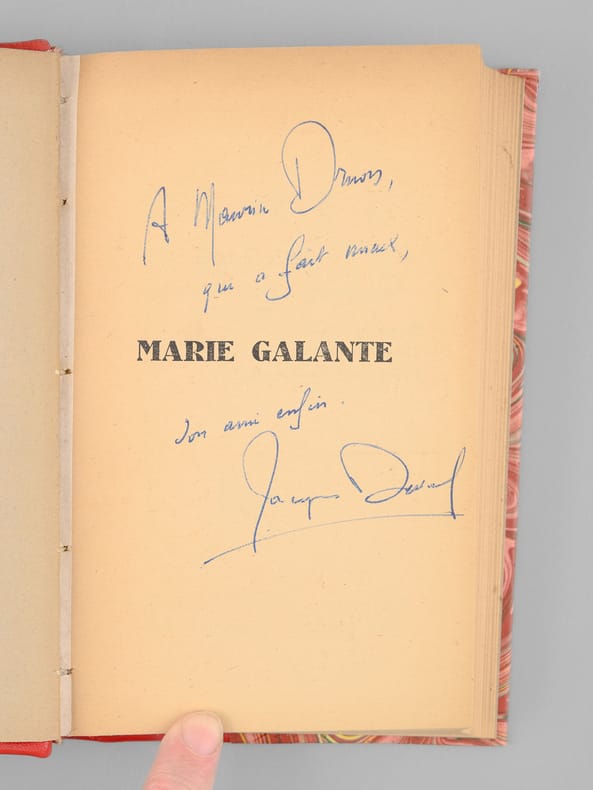 A Maurice Druon,
qui a fait mieux,
MARIE GALANTE
son ami enfin.
Jacques Deval